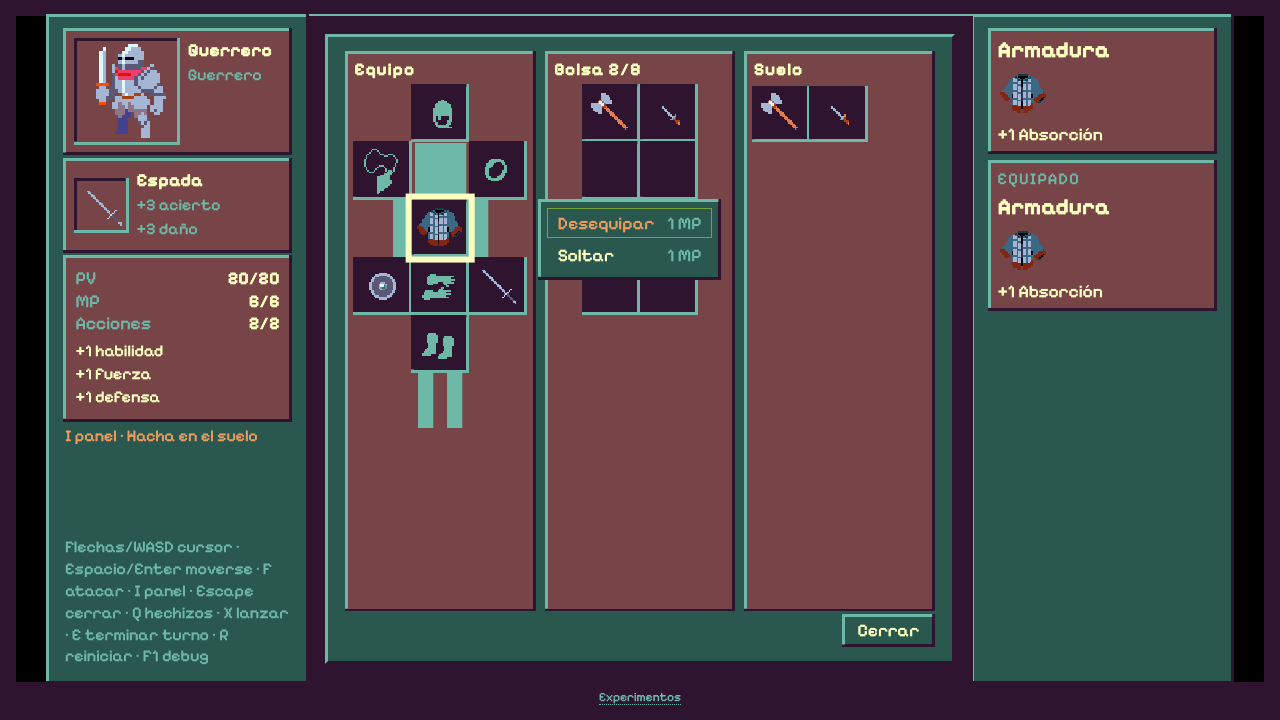 Guerrero
Guerrero
Espada
+3 acierto
+3 daño
PV 80/80
MP 8/8
Acciones 2/2
+1 habilidad
+1 fuerza
+1 defensa
I panel · Hacha en el suelo
Flechas/WASD cursor ·
Espacio/Enter moverse · F
atacar · I panel · Escape
cerrar · Q hechizos · X lanzar
· E terminar turno · R
reiniciar · F1 debug
Equipo
Bolsa 2/8
Suelo
Desequipar 1 MP
Soltar 1 MP
Cerrar
Armadura
+1 Absorción
EQUIPADO
Armadura
+1 Absorción
Experimentos